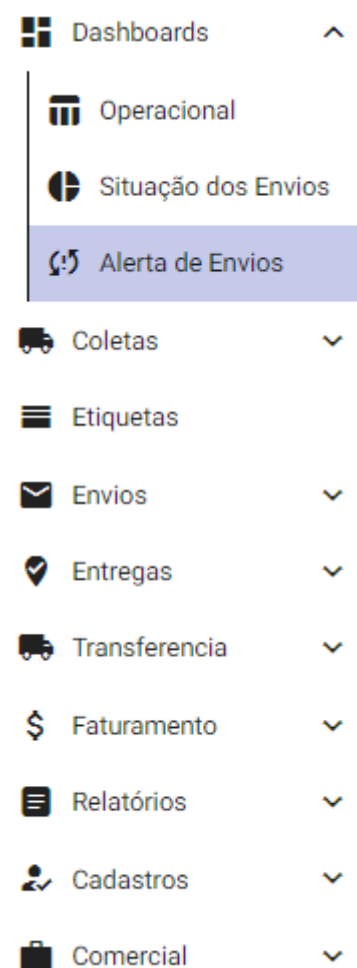 Dashboards
Operacional
Situação dos Envios
Alerta de Envios
Coletas
Etiquetas
Envios
Entregas
Transferencia
$ Faturamento
Relatórios
Cadastros
Comercial